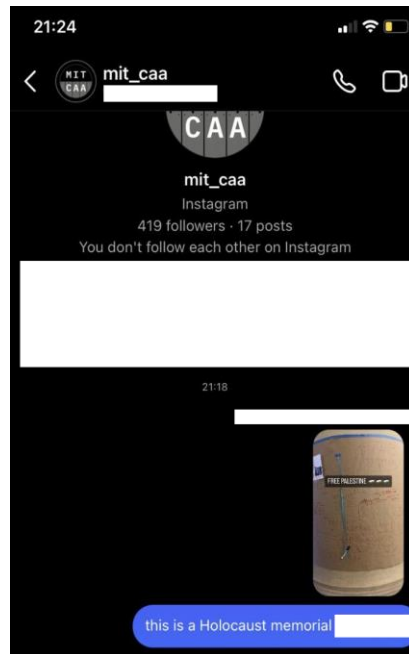 21:24
MIT
CAA
mit_caa
CAA
mit_caa
Instagram
419 followers · 17 posts
You don't follow each other on Instagram
21:18
FREE PALESTINE
this is a Holocaust memorial